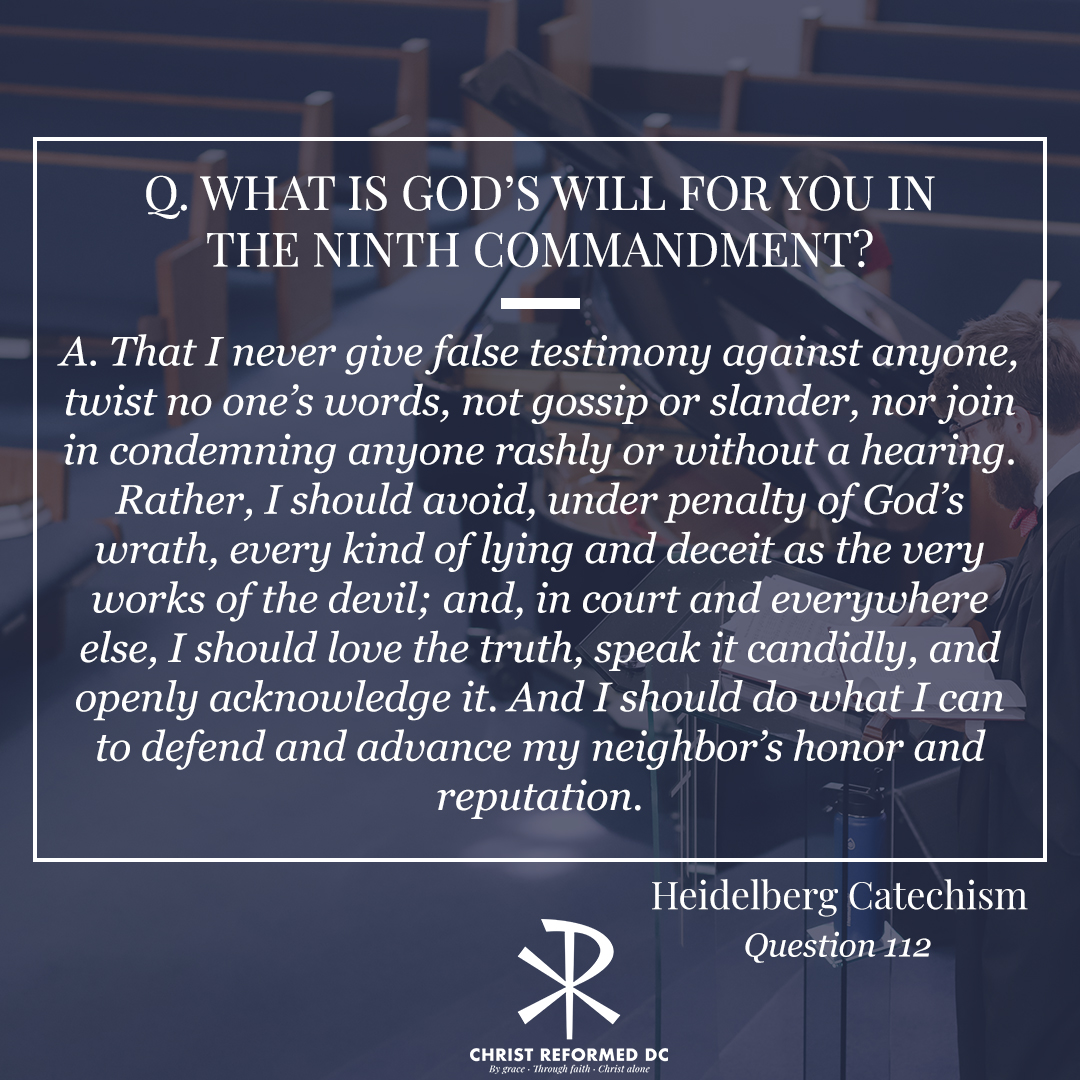 Q. WHAT IS GOD’S WILL FOR YOU IN
THE NINTH COMMANDMENT?
A. That I never give false testimony against anyone,
twist no one’s words, not gossip or slander, nor join
in condemning anyone rashly or without a hearing.
Rather, I should avoid, under penalty of God’s
wrath, every kind of lying and deceit as the very
works of the devil; and, in court and everywhere
else, I should love the truth, speak it candidly, and
openly acknowledge it. And I should do what I can
to defend and advance my neighbor’s honor and
reputation.
Heidelberg Catechism
Question 112
CHRIST REFORMED DC
By grace · Through faith · Christ alone